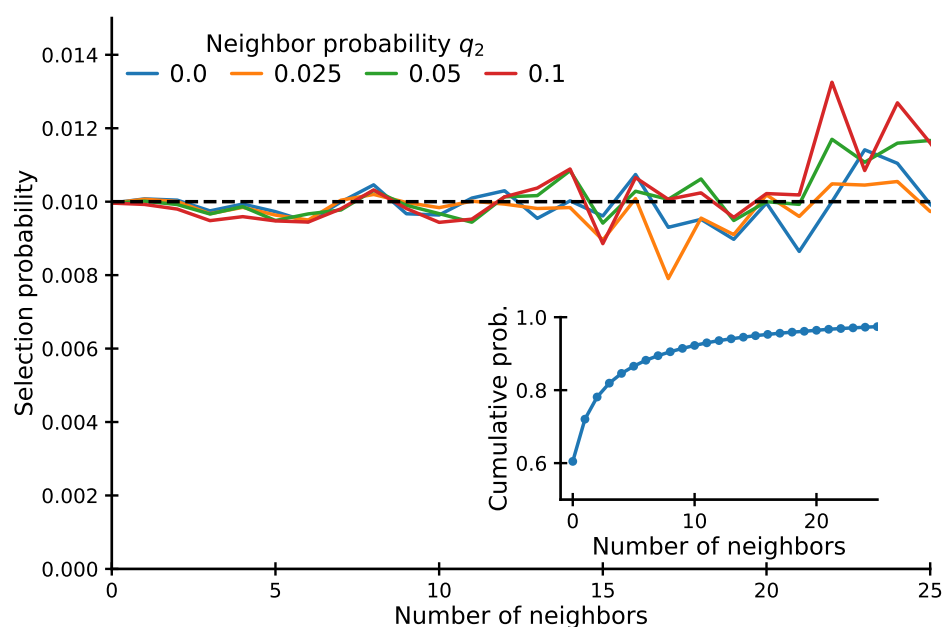 Neighbor probability q2
0.0 0.025 0.05 0.1
Selection probability
0.014
0.012
0.010
0.008
0.006
0.004
0.002
0.000
0 5 10 15 20 25
Number of neighbors
Cumulative prob.
1.0
0.8
0.6
0 10 20
Number of neighbors